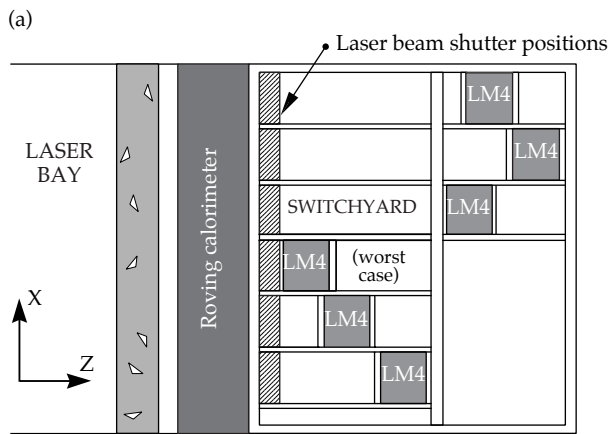 (a)
Laser beam shutter positions
LM4
LASER
BAY
LM4
Roving calorimeter
SWITCHYARD
LM4
LM4
(worst
case)
X
LM4
Z
LM4